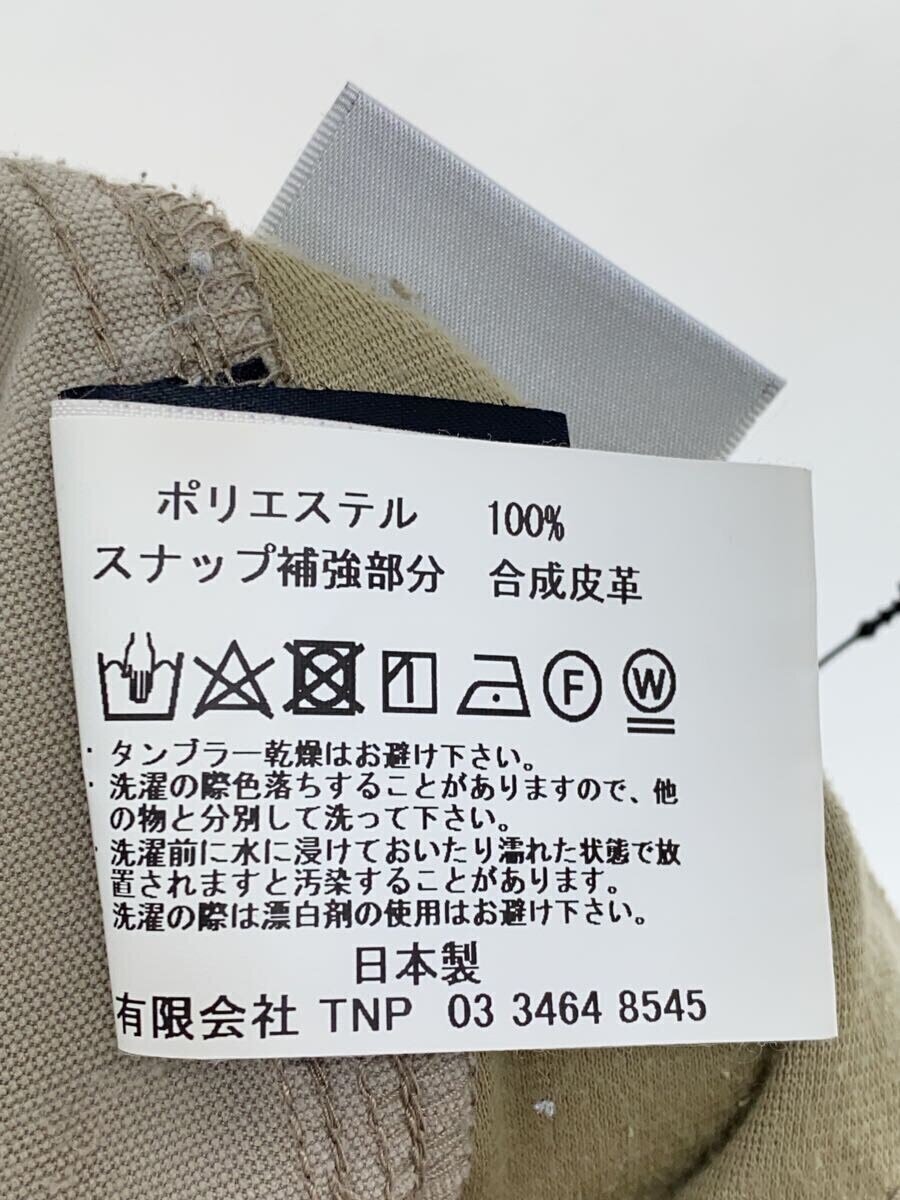 ポリエステル 100%
スナップ補強部分 合成皮革
F W
・タンブラー乾燥はお避け下さい。
・洗濯の際色落ちすることがありますので、他
の物と分別して洗って下さい。
・洗濯前に水に浸けておいたり濡れた状態で放
置されますと汚染することがあります。
洗濯の際は漂白剤の使用はお避け下さい。
日本製
有限会社 TNP 03 3464 8545